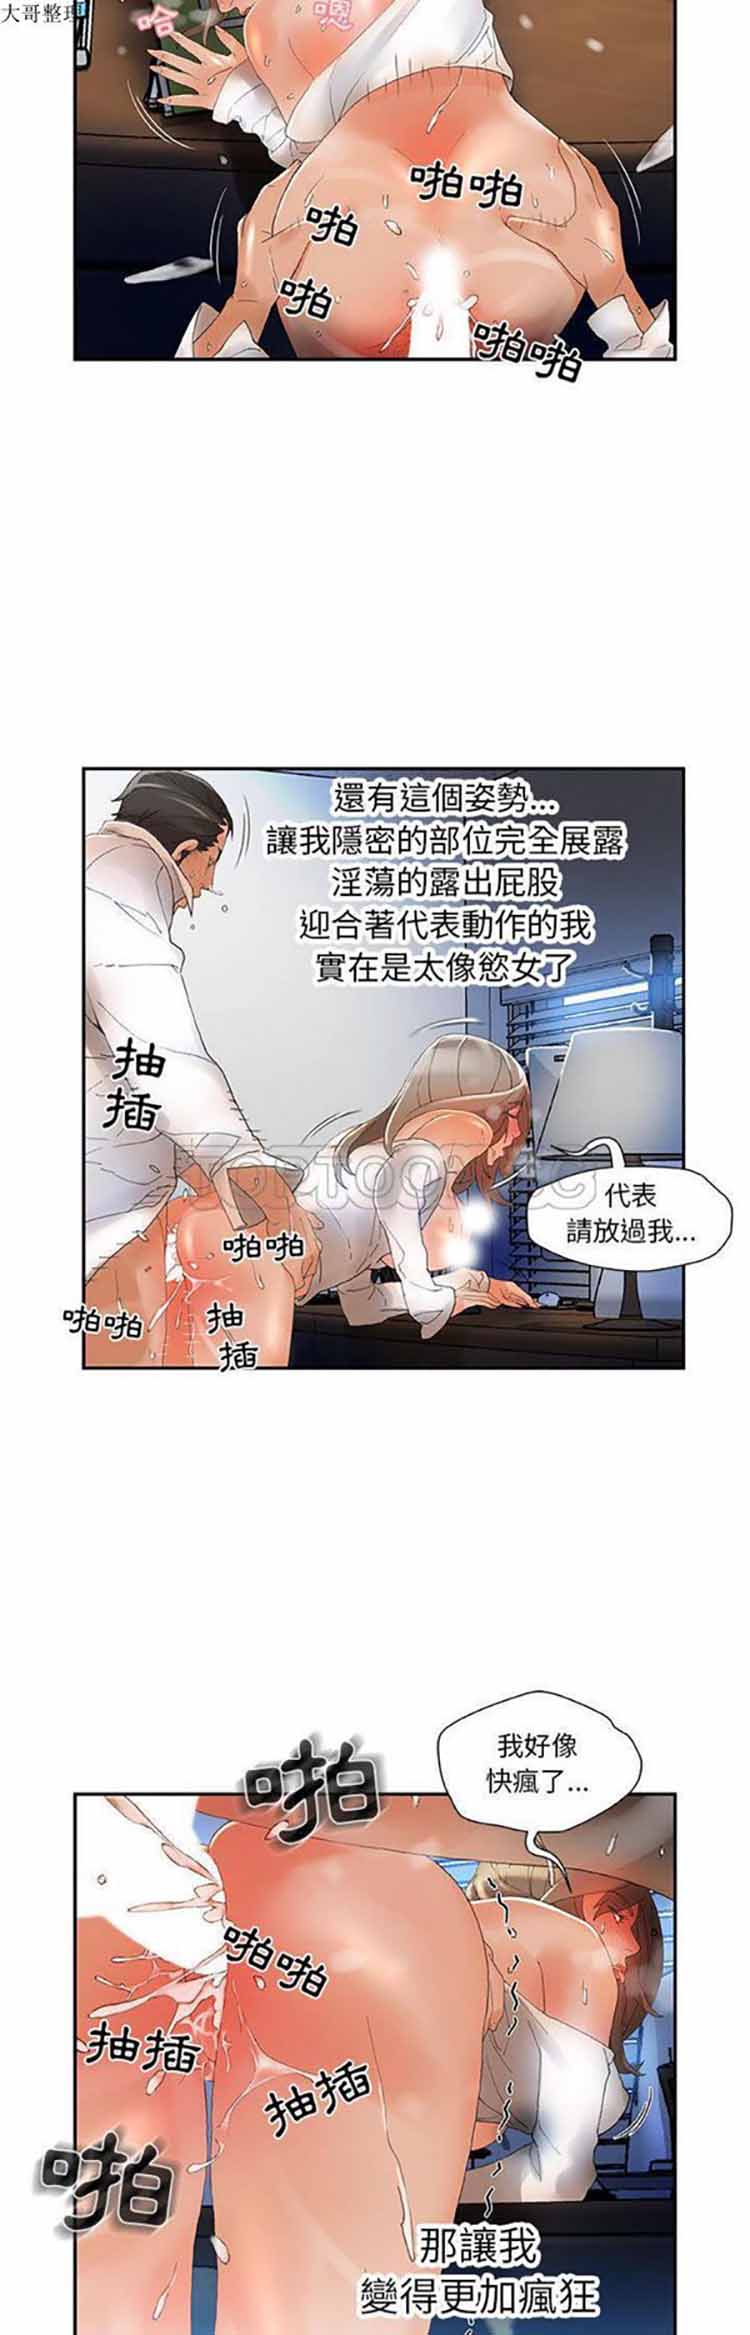 大哥整理
哈
嗯
啪啪
啪
啪
啪啪
還有這個姿勢...
讓我隱密的部位完全展露
淫蕩的露出屁股
迎合著代表動作的我
實在是太像慾女了
抽
插
TOPTOON
代表
請放過我...
啪啪
啪啪
抽
插
我好像
快瘋了...
啪
啪啪
抽插
抽插
啪
那讓我
變得更加瘋狂